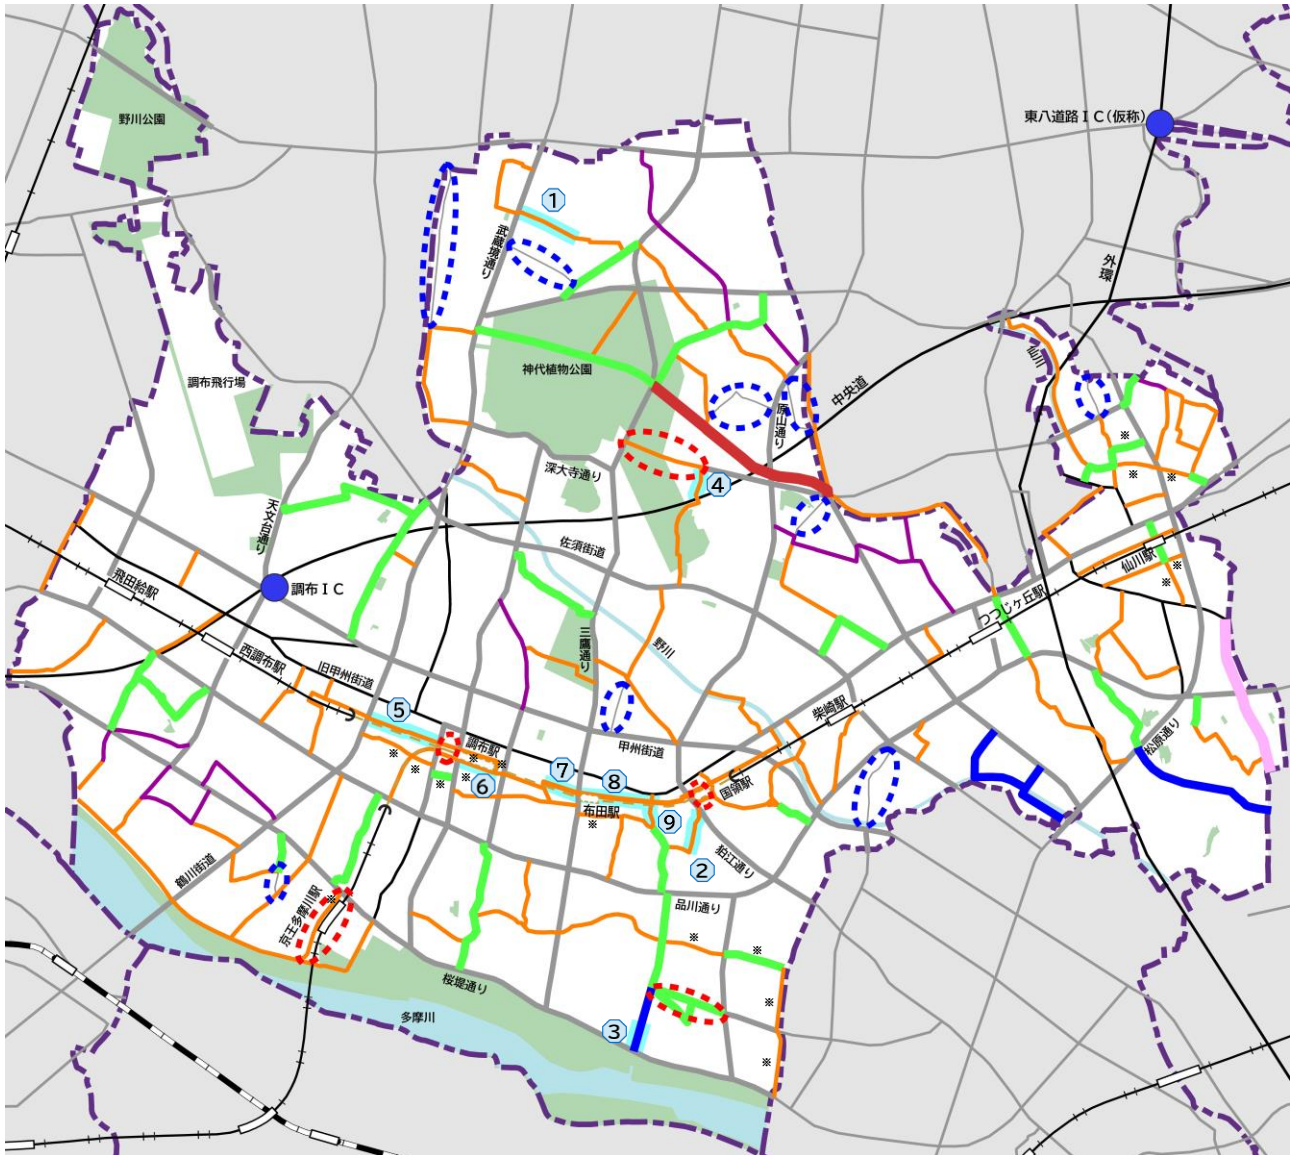 東八道路ＩＣ(仮称)
野川公園
①
武蔵境通り
外環
仙川
調布飛行場
神代植物公園
中央道
原山通り
深大寺通り
④
※
※
※
天文台通り
佐須街道
仙川駅
※
※
飛田給駅
調布ＩＣ
つつじヶ丘駅
三鷹通り
野川
西調布駅
旧甲州街道
⑤
柴崎駅
松原通り
甲州街道
調布駅
※
※
※
※
※
※
⑥
⑦
⑧
国領駅
布田駅
※
⑨
狛江通り
②
鶴川街道
品川通り
京王多摩川駅
※
※
※
桜堤通り
多摩川
③
※
※